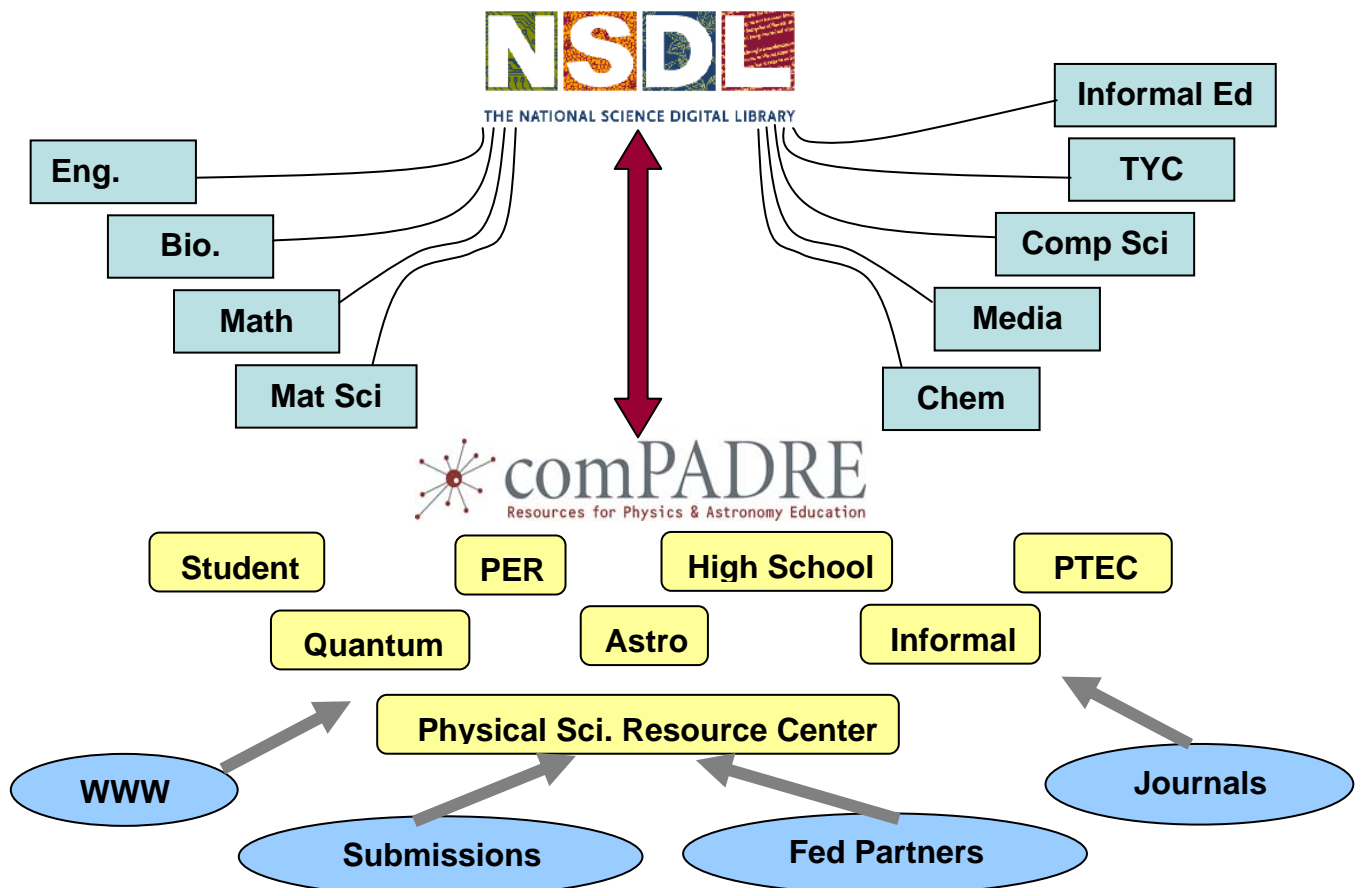 NSDL
THE NATIONAL SCIENCE DIGITAL LIBRARY
Informal Ed
Eng.
TYC
Bio.
Comp Sci
Math
Media
Mat Sci
Chem
comPADRE
Resources for Physics & Astronomy Education
Student
PER
High School
PTEC
Quantum
Astro
Informal
Physical Sci. Resource Center
WWW
Journals
Submissions
Fed Partners